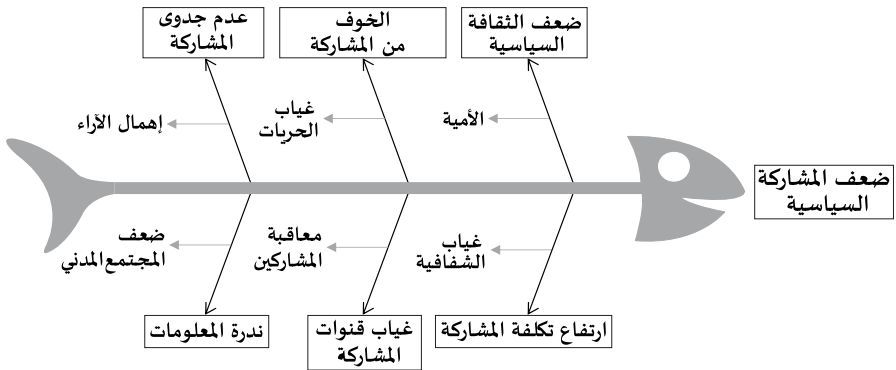 ضعف الثقافة
السياسية
الخوف
من المشاركة
عدم جدوى
المشاركة
الأمية
غياب
الحريات
إهمال الآراء
ضعف المشاركة
السياسية
غياب
الشفافية
معاقبة
المشاركين
ضعف
المجتمع المدني
ارتفاع تكلفة المشاركة
غياب قنوات
المشاركة
ندرة المعلومات